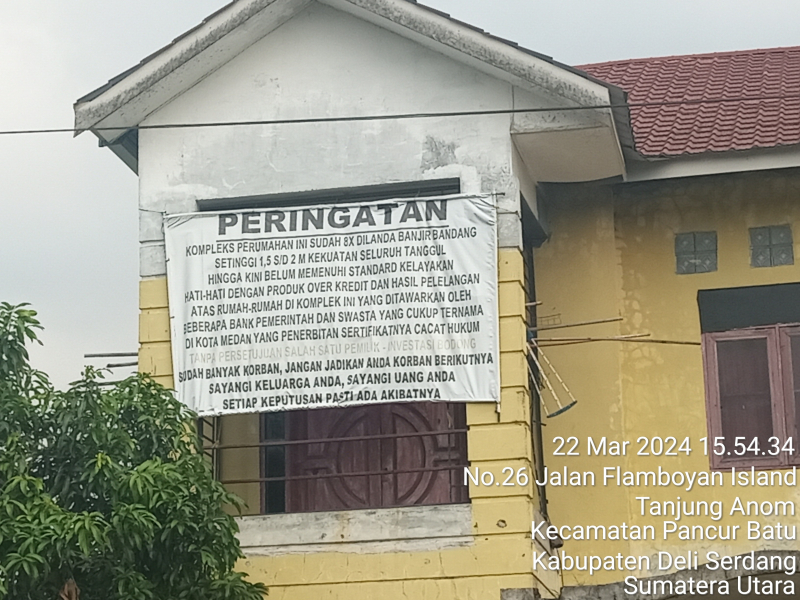 PERINGATAN
KOMPLEKS PERUMAHAN INI SUDAH 8X DILANDA BANJIR BANDANG
SETINGGI 1,5 S/D 2 M KEKUATAN SELURUH TANGGUL
HINGGA KINI BELUM MEMENUHI STANDARD KELAYAKAN
HATI-HATI DENGAN PRODUK OVER KREDIT DAN HASIL PELELANGAN
ATAS RUMAH-RUMAH DI KOMPLEK INI YANG DITAWARKAN OLEH
BEBERAPA BANK PEMERINTAH DAN SWASTA YANG CUKUP TERNAMA
DI KOTA MEDAN YANG PENERBITAN SERTIFIKATNYA CACAT HUKUM
TANPA PERSETUJUAN SALAH SATU PEMILIK - INVESTASI BODONG
SUDAH BANYAK KORBAN, JANGAN JADIKAN ANDA KORBAN BERIKUTNYA
SAYANGI KELUARGA ANDA, SAYANGI UANG ANDA
SETIAP KEPUTUSAN PASTI ADA AKIBATNYA
22 Mar 2024 15.54.34
No.26 Jalan Flamboyan Island
Tanjung Anom
Kecamatan Pancur Batu
Kabupaten Deli Serdang
Sumatera Utara